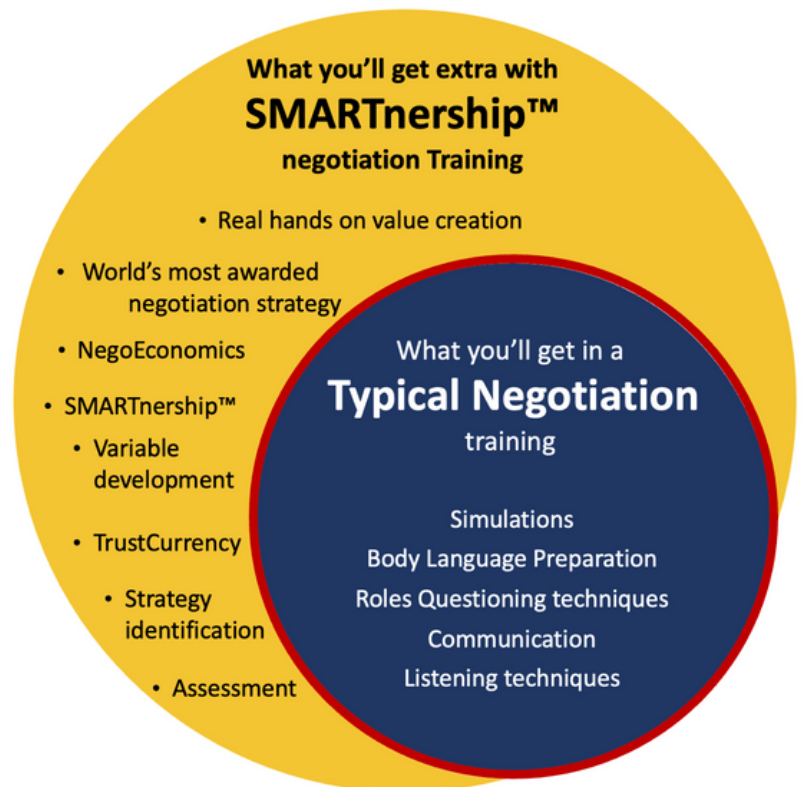 What you’ll get extra with
SMARTnership™
negotiation Training
• Real hands on value creation
• World’s most awarded
negotiation strategy
• NegoEconomics
• SMARTnership™
• Variable
development
• TrustCurrency
• Strategy
identification
• Assessment
What you’ll get in a
Typical Negotiation
training
Simulations
Body Language Preparation
Roles Questioning techniques
Communication
Listening techniques